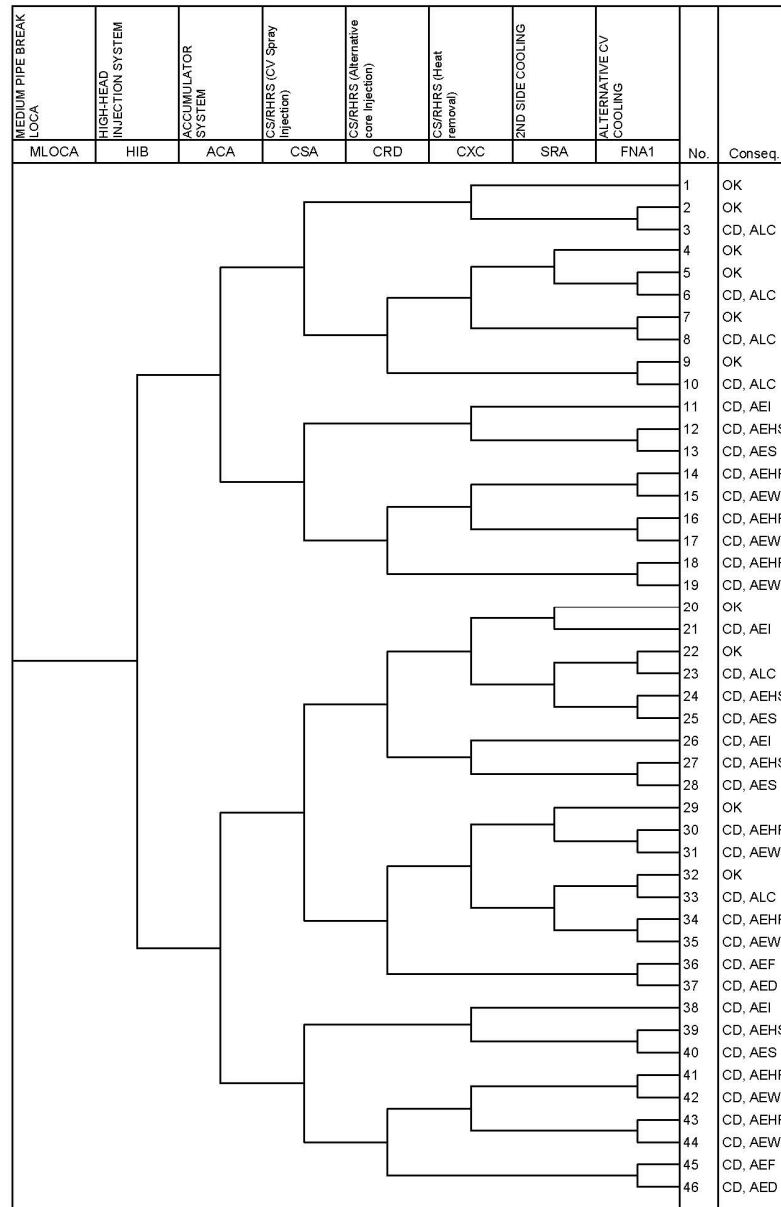 MEDIUM PIPE BREAK
LOCA
HIGH-HEAD
INJECTION SYSTEM
ACCUMULATOR
SYSTEM
CS/RHRS (CV Spray
Injection)
CS/RHRS (Alternative
core Injection)
CS/RHRS (Heat
removal)
2ND SIDE COOLING
ALTERNATIVE CV
COOLING
MLOCA HIB ACA CSA CRD CXC SRA FNA1 No. Conseq.
1 OK
2 OK
3 CD, ALC
4 OK
5 OK
6 CD, ALC
7 OK
8 CD, ALC
9 OK
10 CD, ALC
11 CD, AEI
12 CD, AEHS
13 CD, AES
14 CD, AEHF
15 CD, AEW
16 CD, AEHF
17 CD, AEW
18 CD, AEHF
19 CD, AEW
20 OK
21 CD, AEI
22 OK
23 CD, ALC
24 CD, AEHS
25 CD, AES
26 CD, AEI
27 CD, AEHS
28 CD, AES
29 OK
30 CD, AEHF
31 CD, AEW
32 OK
33 CD, ALC
34 CD, AEHF
35 CD, AEW
36 CD, AEF
37 CD, AED
38 CD, AEI
39 CD, AEHS
40 CD, AES
41 CD, AEHF
42 CD, AEW
43 CD, AEHF
44 CD, AEW
45 CD, AEF
46 CD, AED